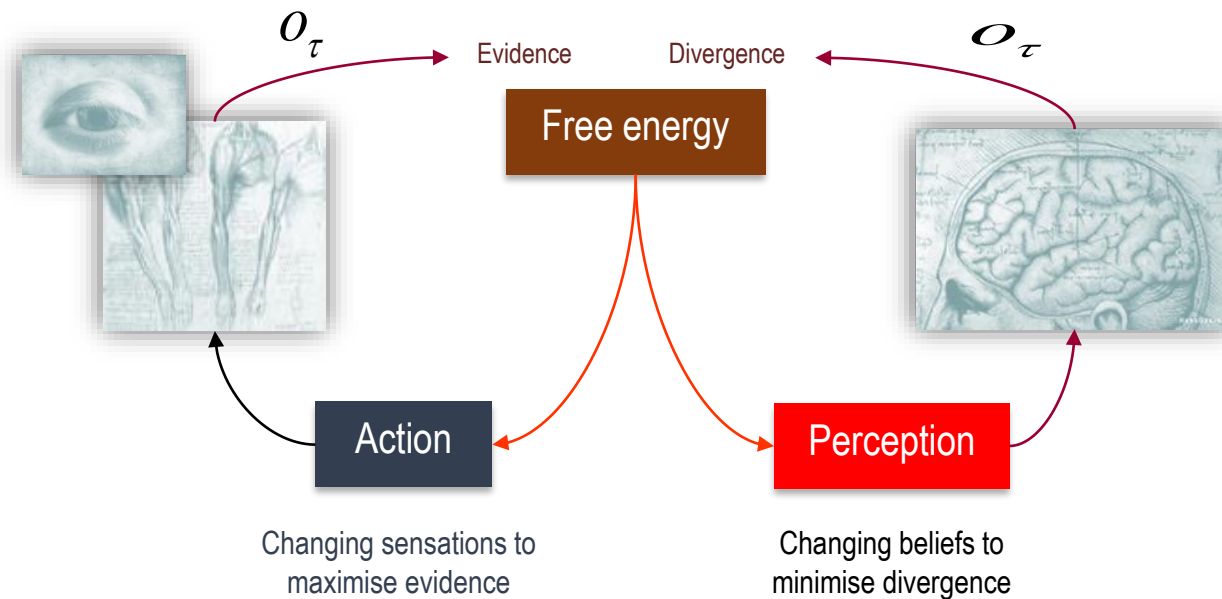 o_τ
o_τ
Evidence
Divergence
Free energy
Action
Perception
Changing sensations to
maximise evidence
Changing beliefs to
minimise divergence